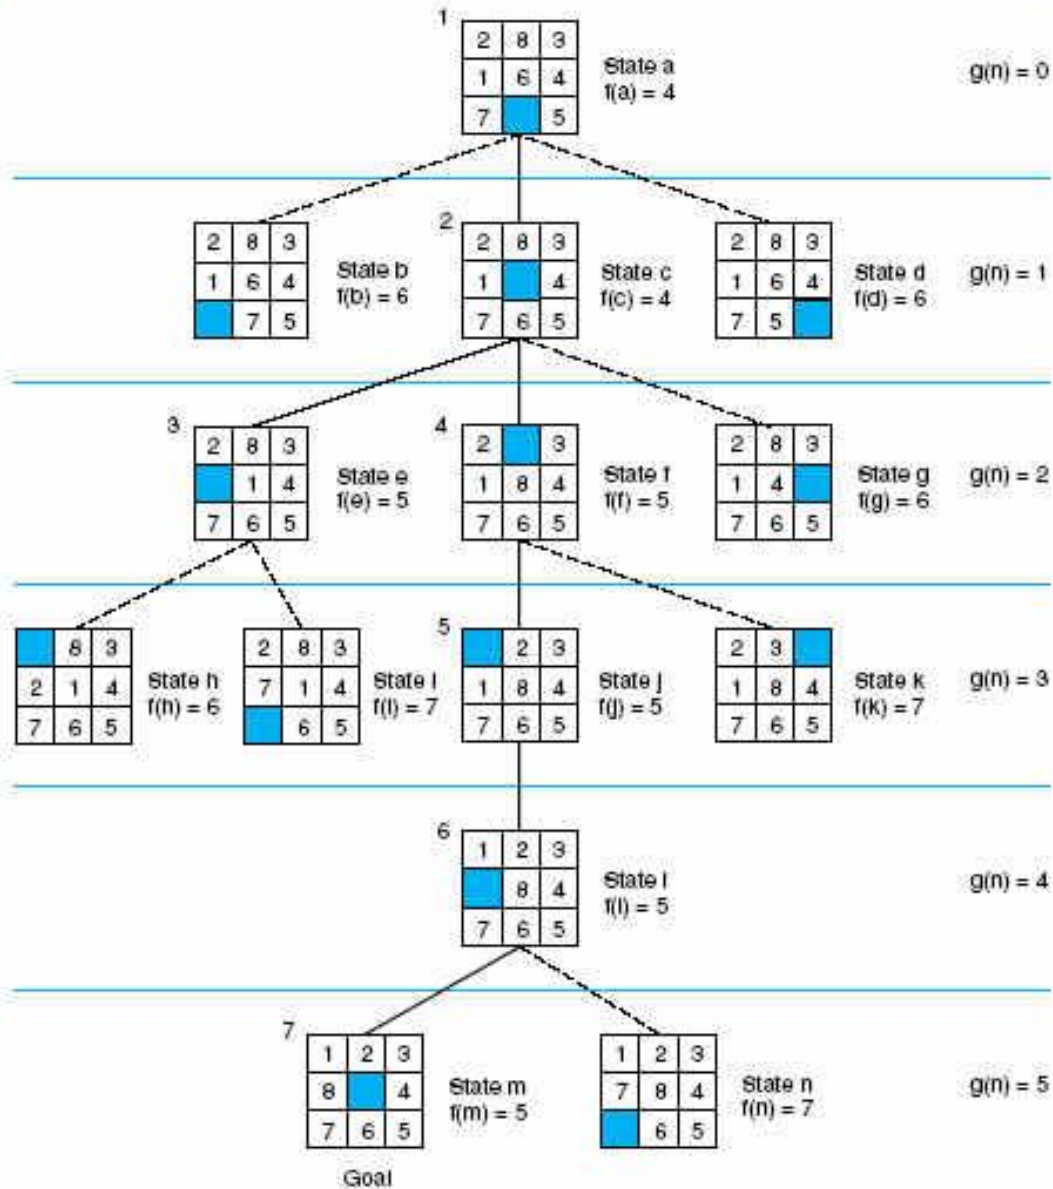 1
2 8 3
1 6 4
7 5
State a
f(a) = 4
g(n) = 0
2 8 3
1 6 4
7 5
State b
f(b) = 6
2
2 8 3
1 4
7 6 5
State c
f(c) = 4
2 8 3
1 6 4
7 5
State d
f(d) = 6
g(n) = 1
3
2 8 3
1 4
7 6 5
State e
f(e) = 5
4
2 3
1 8 4
7 6 5
State f
f(f) = 5
2 8 3
1 4
7 6 5
State g
f(g) = 6
g(n) = 2
8 3
2 1 4
7 6 5
State h
f(h) = 6
2 8 3
7 1 4
6 5
State i
f(i) = 7
5
2 3
1 8 4
7 6 5
State j
f(j) = 5
2 3
1 8 4
7 6 5
State k
f(k) = 7
g(n) = 3
6
1 2 3
8 4
7 6 5
State l
f(l) = 5
g(n) = 4
7
1 2 3
8 4
7 6 5
State m
f(m) = 5
Goal
1 2 3
7 8 4
6 5
State n
f(n) = 7
g(n) = 5